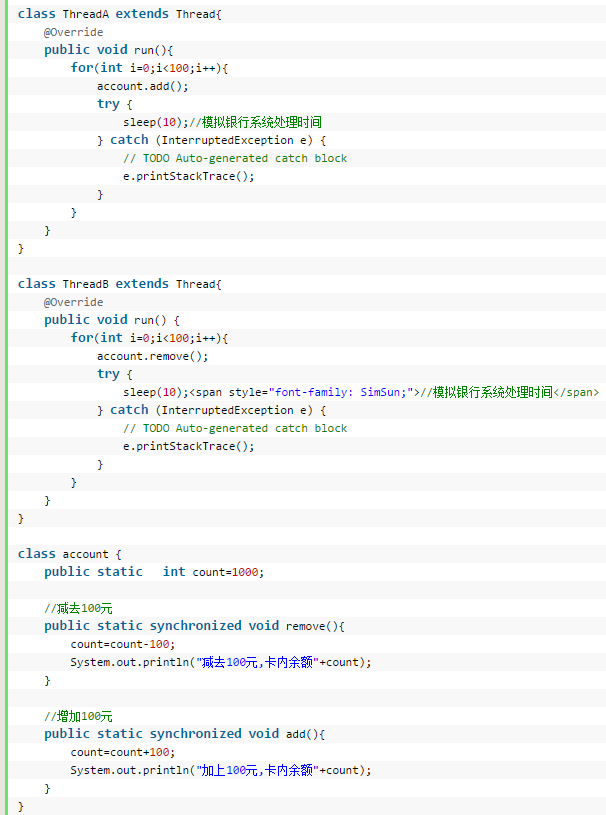 class ThreadA extends Thread{
    @Override
    public void run(){
        for(int i=0;i<100;i++){
            account.add();
            try {
                sleep(10);//模拟银行系统处理时间
            } catch (InterruptedException e) {
                // TODO Auto-generated catch block
                e.printStackTrace();
            }
        }
    }
}

class ThreadB extends Thread{
    @Override
    public void run() {
        for(int i=0;i<100;i++){
            account.remove();
            try {
                sleep(10);<span style="font-family: SimSun;">//模拟银行系统处理时间</span>
            } catch (InterruptedException e) {
                // TODO Auto-generated catch block
                e.printStackTrace();
            }
        }
    }
}

class account {
    public static   int count=1000;

    //减去100元
    public static synchronized void remove(){
        count=count-100;
        System.out.println("减去100元,卡内余额"+count);
    }

    //增加100元
    public static synchronized void add(){
        count=count+100;
        System.out.println("加上100元,卡内余额"+count);
    }
}